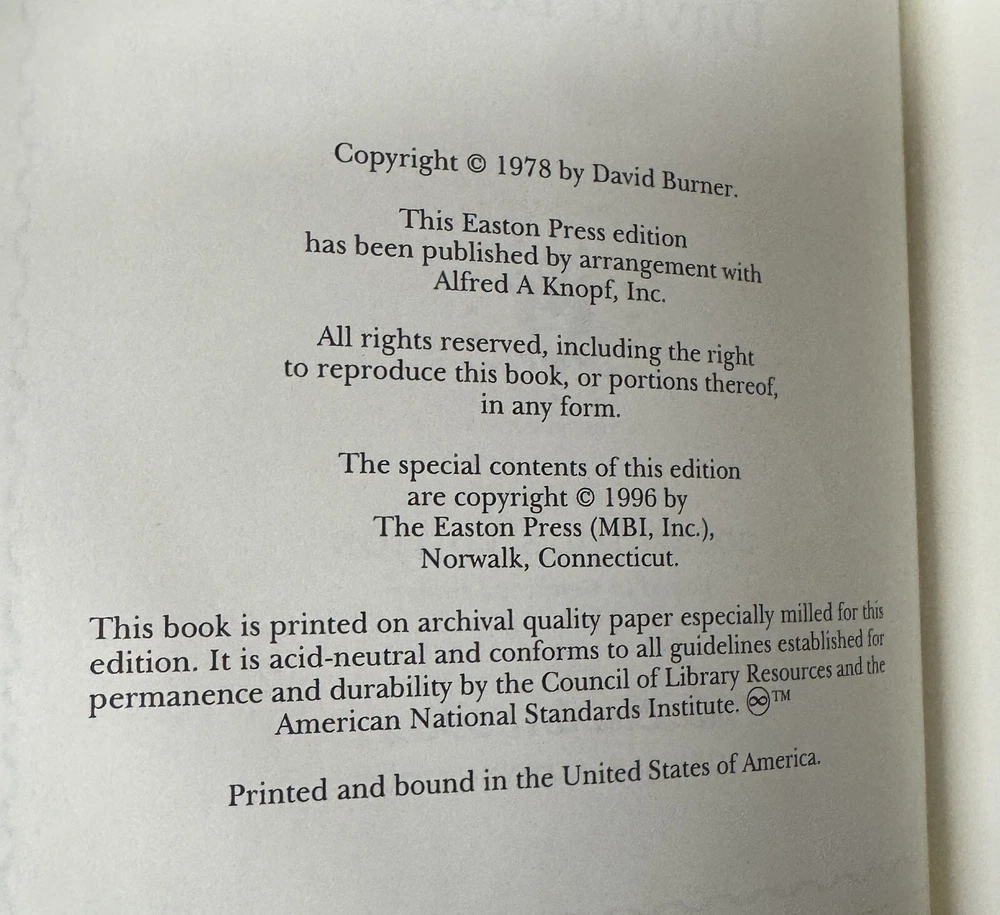 Copyright © 1978 by David Burner.
This Easton Press edition
has been published by arrangement with
Alfred A Knopf, Inc.
All rights reserved, including the right
to reproduce this book, or portions thereof,
in any form.
The special contents of this edition
are copyright © 1996 by
The Easton Press (MBI, Inc.),
Norwalk, Connecticut.
This book is printed on archival quality paper especially milled for this
edition. It is acid-neutral and conforms to all guidelines established for
permanence and durability by the Council of Library Resources and the
American National Standards Institute. ♾™
Printed and bound in the United States of America.